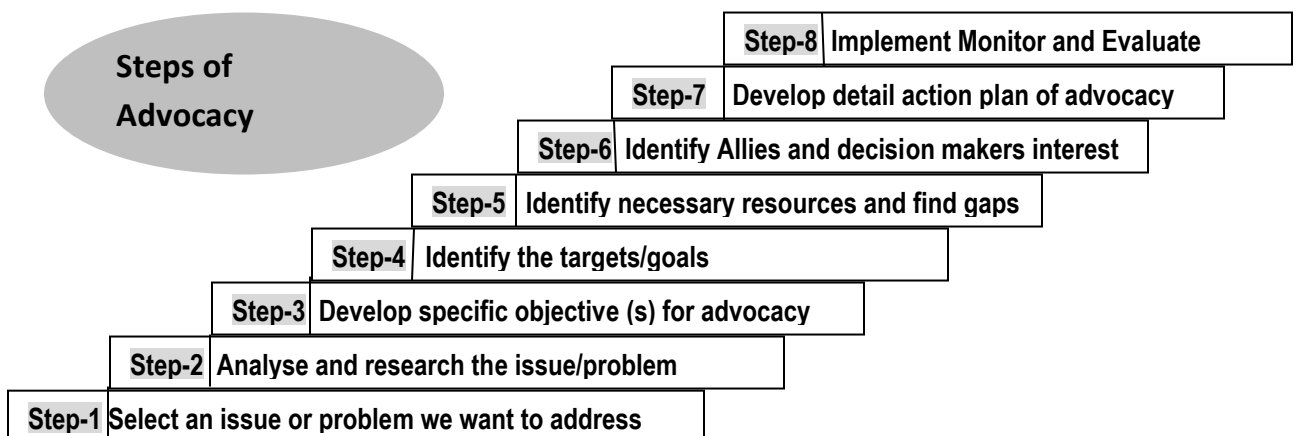 Steps of
Advocacy
Step-8 Implement Monitor and Evaluate
Step-7 Develop detail action plan of advocacy
Step-6 Identify Allies and decision makers interest
Step-5 Identify necessary resources and find gaps
Step-4 Identify the targets/goals
Step-3 Develop specific objective (s) for advocacy
Step-2 Analyse and research the issue/problem
Step-1 Select an issue or problem we want to address